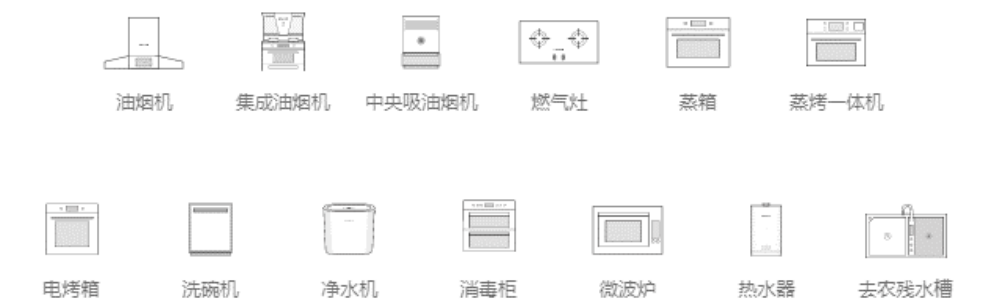 油烟机 集成油烟机 中央吸油烟机 燃气灶 蒸箱 蒸烤一体机
电烤箱 洗碗机 净水机 消毒柜 微波炉 热水器 去农残水槽